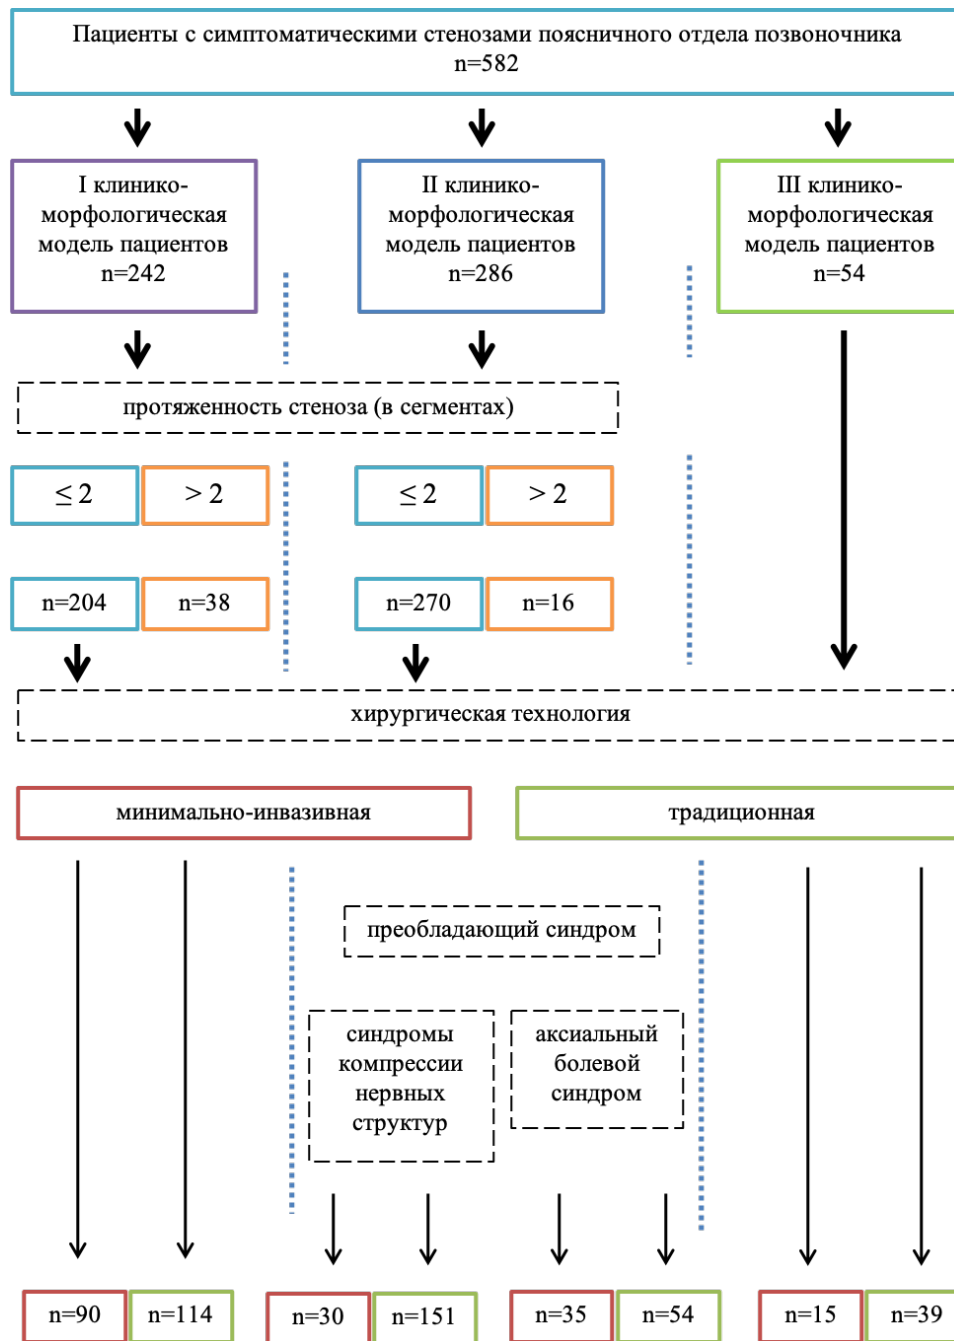 Пациенты с симптоматическими стенозами поясничного отдела позвоночника
n=582
I клинико-
морфологическая
модель пациентов
n=242
II клинико-
морфологическая
модель пациентов
n=286
III клинико-
морфологическая
модель пациентов
n=54
протяженность стеноза (в сегментах)
≤ 2
> 2
≤ 2
> 2
n=204
n=38
n=270
n=16
хирургическая технология
минимально-инвазивная
традиционная
преобладающий синдром
синдромы
компрессии
нервных
структур
аксиальный
болевой
синдром
n=90
n=114
n=30
n=151
n=35
n=54
n=15
n=39